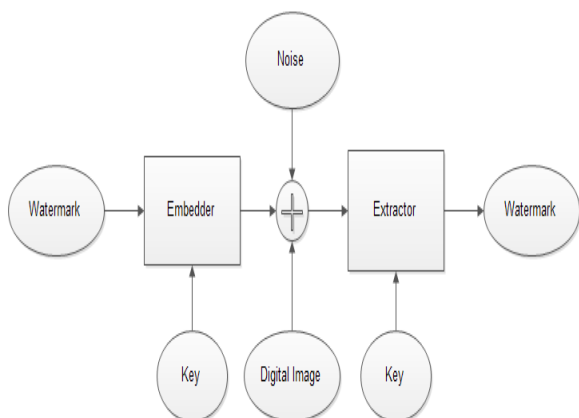 Noise
Watermark
Embedder
Extractor
Watermark
Key
Digital Image
Key